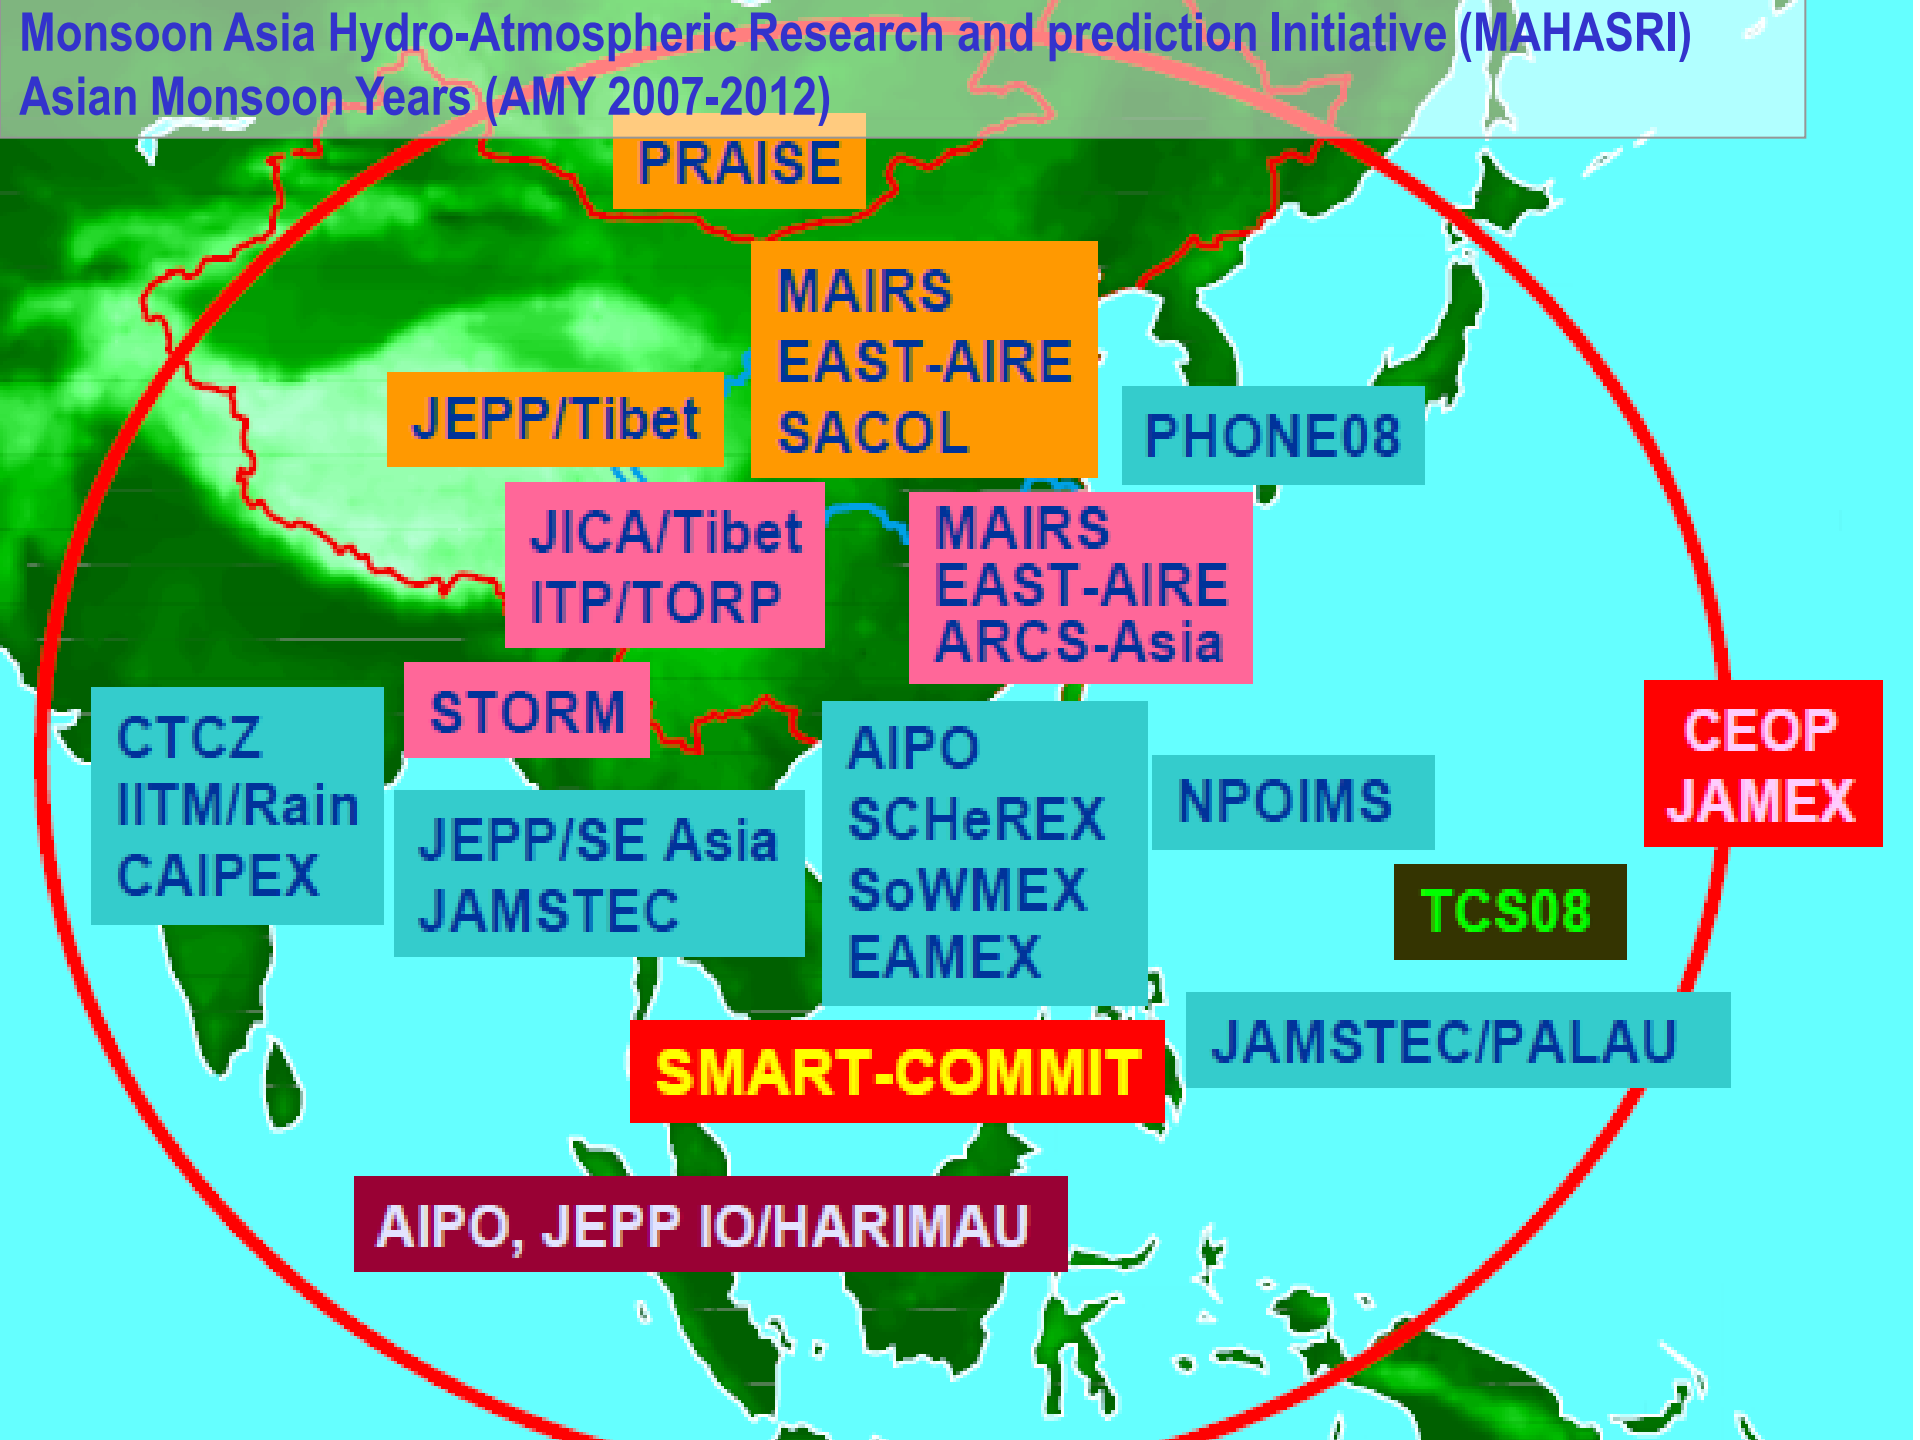 Monsoon Asia Hydro-Atmospheric Research and prediction Initiative (MAHASRI)
Asian Monsoon Years (AMY 2007-2012)
PRAISE
MAIRS
EAST-AIRE
SACOL
JEPP/Tibet
PHONE08
JICA/Tibet
ITP/TORP
MAIRS
EAST-AIRE
ARCS-Asia
STORM
CTCZ
IITM/Rain
CAIPEX
JEPP/SE Asia
JAMSTEC
AIPO
SCHeREX
SoWMEX
EAMEX
NPOIMS
CEOP
JAMEX
TCS08
JAMSTEC/PALAU
SMART-COMMIT
AIPO, JEPP IO/HARIMAU